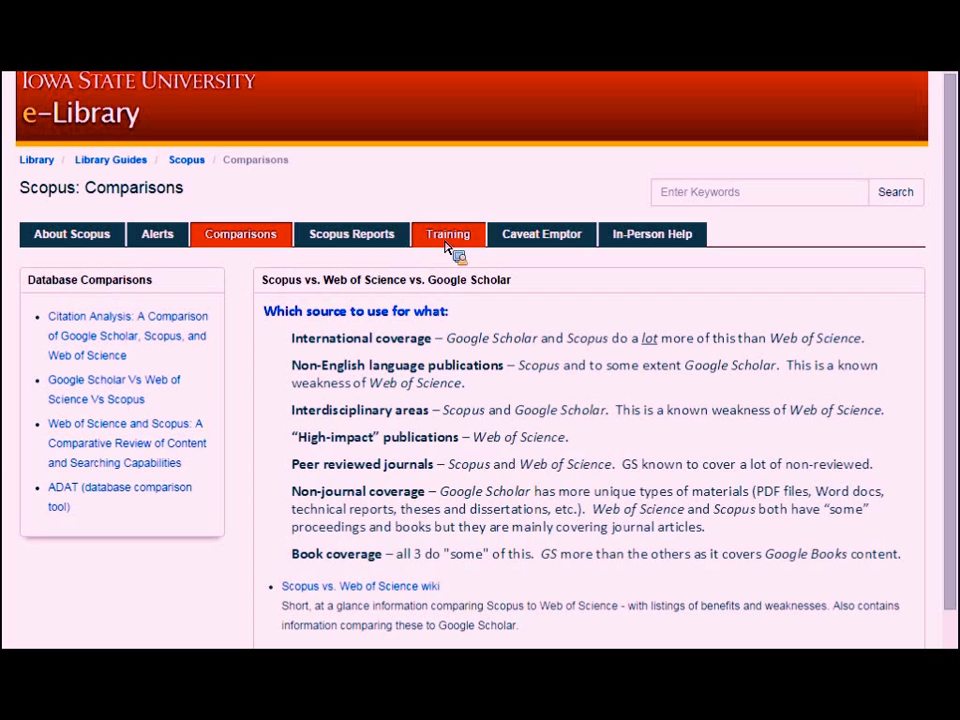 IOWA STATE UNIVERSITY
e-Library
Library / Library Guides / Scopus / Comparisons
Scopus: Comparisons
Enter Keywords Search
About Scopus Alerts Comparisons Scopus Reports Training Caveat Emptor In-Person Help
Database Comparisons
Citation Analysis: A Comparison
of Google Scholar, Scopus, and
Web of Science
Google Scholar Vs Web of
Science Vs Scopus
Web of Science and Scopus: A
Comparative Review of Content
and Searching Capabilities
ADAT (database comparison
tool)
Scopus vs. Web of Science vs. Google Scholar
Which source to use for what:
International coverage – Google Scholar and Scopus do a lot more of this than Web of Science.
Non-English language publications – Scopus and to some extent Google Scholar. This is a known
weakness of Web of Science.
Interdisciplinary areas – Scopus and Google Scholar. This is a known weakness of Web of Science.
“High-impact” publications – Web of Science.
Peer reviewed journals – Scopus and Web of Science. GS known to cover a lot of non-reviewed.
Non-journal coverage – Google Scholar has more unique types of materials (PDF files, Word docs,
technical reports, theses and dissertations, etc.). Web of Science and Scopus both have “some”
proceedings and books but they are mainly covering journal articles.
Book coverage – all 3 do "some" of this. GS more than the others as it covers Google Books content.
Scopus vs. Web of Science wiki
Short, at a glance information comparing Scopus to Web of Science - with listings of benefits and weaknesses. Also contains
information comparing these to Google Scholar.